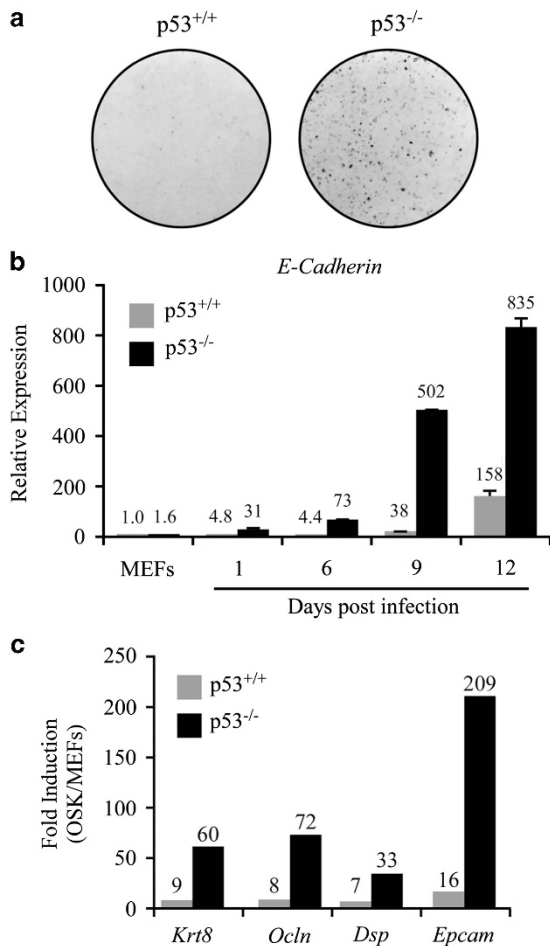 a
p53+/+ p53-/-
b
E-Cadherin
1000
800
600
400
200
0
Relative Expression
p53+/+
p53-/-
1.0 1.6 4.8 31 4.4 73 38 502 158 835
MEFs 1 6 9 12
Days post infection
c
250
200
150
100
50
0
Fold Induction
(OSK/MEFs)
p53+/+
p53-/-
9 60 8 72 7 33 16 209
Krt8 Ocln Dsp Epcam